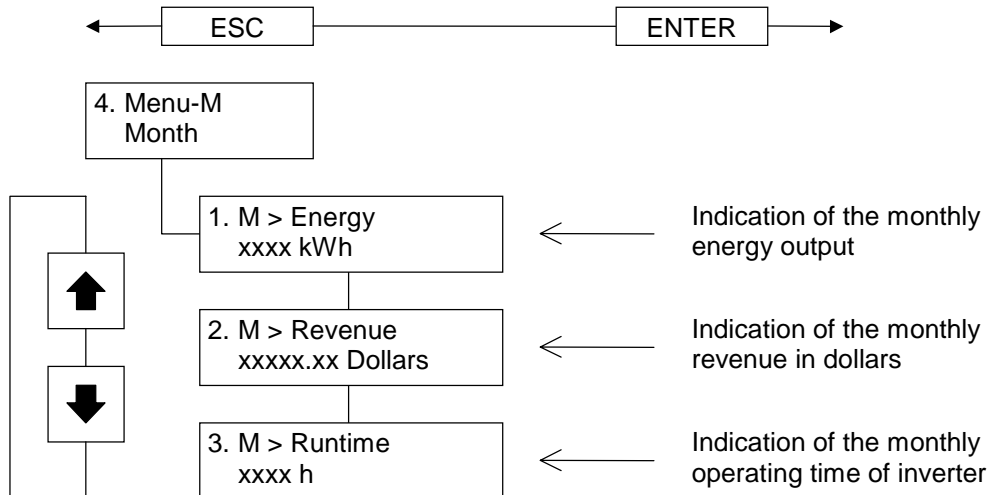 ESC
ENTER
4. Menu-M
Month
1. M > Energy
xxxx kWh
Indication of the monthly
energy output
2. M > Revenue
xxxxx.xx Dollars
Indication of the monthly
revenue in dollars
3. M > Runtime
xxxx h
Indication of the monthly
operating time of inverter